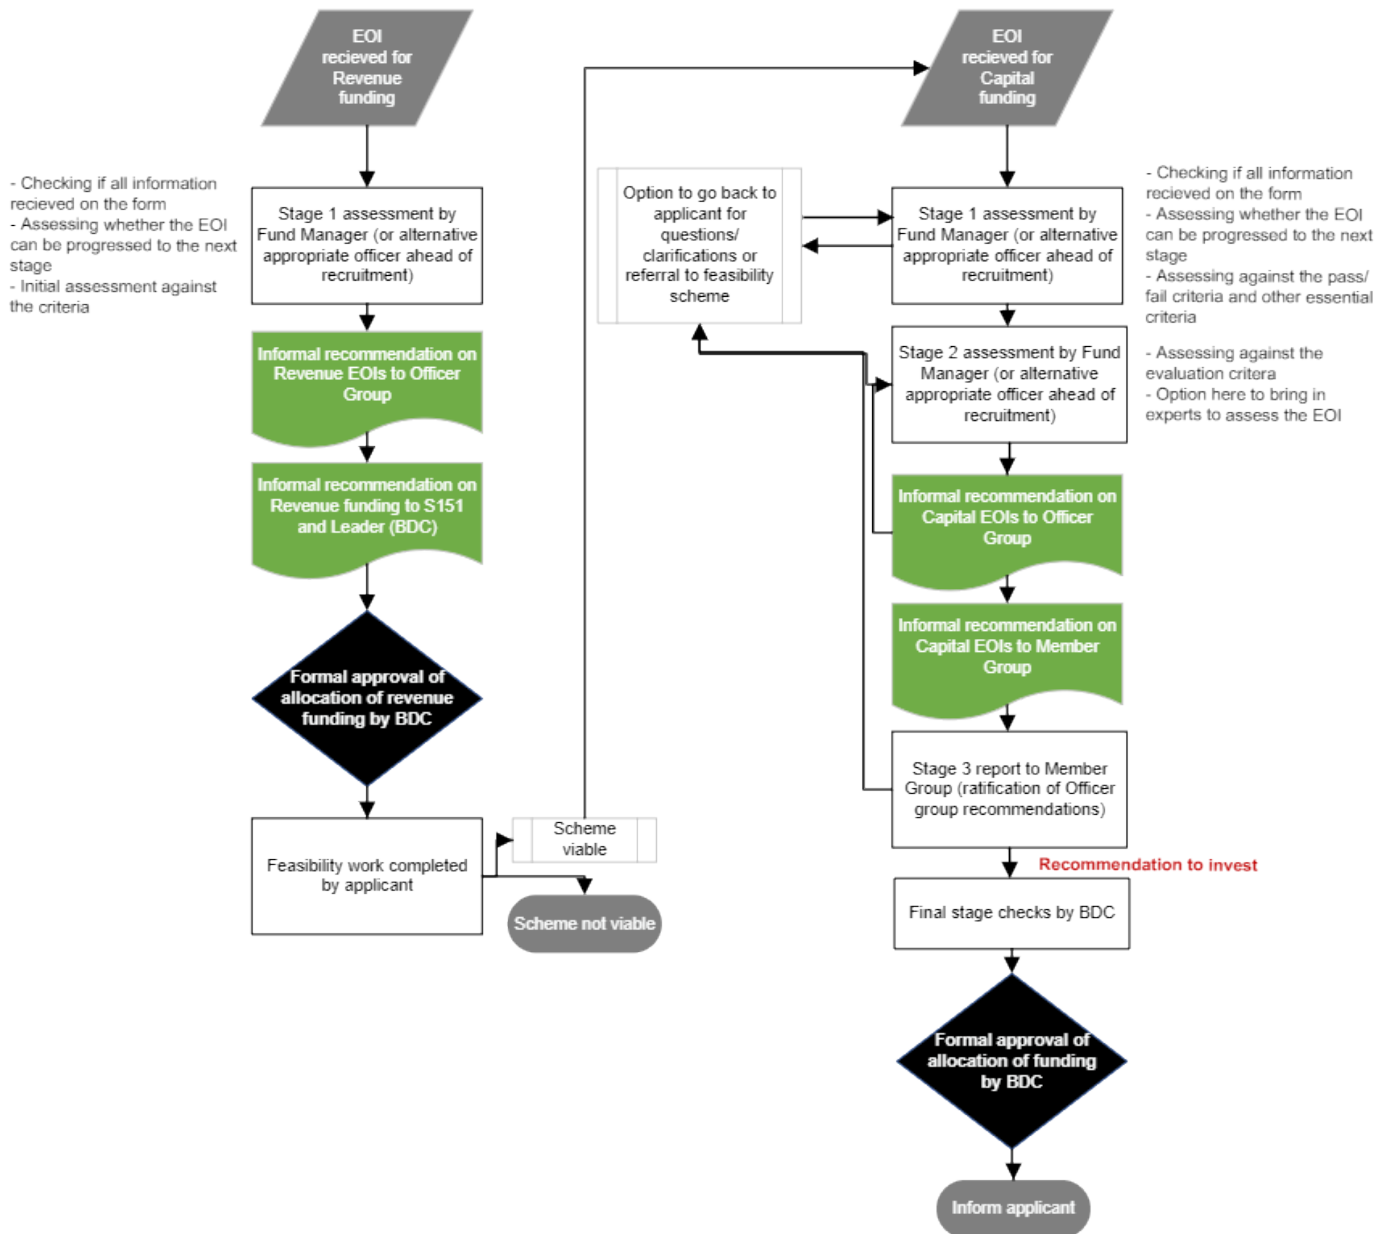 EOI
recieved for
Revenue
funding
- Checking if all information
recieved on the form
- Assessing whether the EOI
can be progressed to the next
stage
- Initial assessment against
the criteria
Stage 1 assessment by
Fund Manager (or alternative
appropriate officer ahead of
recruitment)
Informal recommendation on
Revenue EOIs to Officer
Group
Informal recommendation on
Revenue funding to S151
and Leader (BDC)
Formal approval of
allocation of revenue
funding by BDC
Feasibility work completed
by applicant
Scheme
viable
Scheme not viable
EOI
recieved for
Capital
funding
Option to go back to
applicant for
questions/
clarifications or
referral to feasibility
scheme
Stage 1 assessment by
Fund Manager (or alternative
appropriate officer ahead of
recruitment)
- Checking if all information
recieved on the form
- Assessing whether the EOI
can be progressed to the next
stage
- Assessing against the pass/
fail criteria and other essential
criteria
Stage 2 assessment by Fund
Manager (or alternative
appropriate officer ahead of
recruitment)
- Assessing against the
evaluation criteria
- Option here to bring in
experts to assess the EOI
Informal recommendation on
Capital EOIs to Officer
Group
Informal recommendation on
Capital EOIs to Member
Group
Stage 3 report to Member
Group (ratification of Officer
group recommendations)
Recommendation to invest
Final stage checks by BDC
Formal approval of
allocation of funding
by BDC
Inform applicant